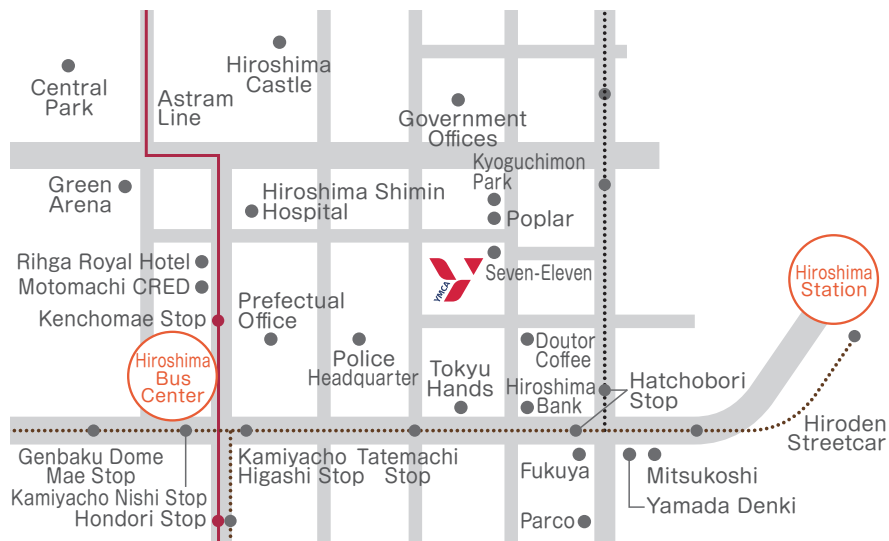 Central
Park
Astram
Line
Hiroshima
Castle
Government
Offices
Kyoguchimon
Park
Green
Arena
Hiroshima Shimin
Hospital
Poplar
Rihga Royal Hotel
Motomachi CRED
YMCA
Seven-Eleven
Hiroshima
Station
Kenchomae Stop
Prefectual
Office
Hiroshima
Bus
Center
Police
Headquarter
Tokyu
Hands
Doutor
Coffee
Hiroshima
Bank
Hatchobori
Stop
Hiroden
Streetcar
Genbaku Dome
Mae Stop
Kamiyacho Nishi Stop
Hondori Stop
Kamiyacho
Higashi Stop
Tatemachi
Stop
Fukuya
Mitsukoshi
Yamada Denki
Parco